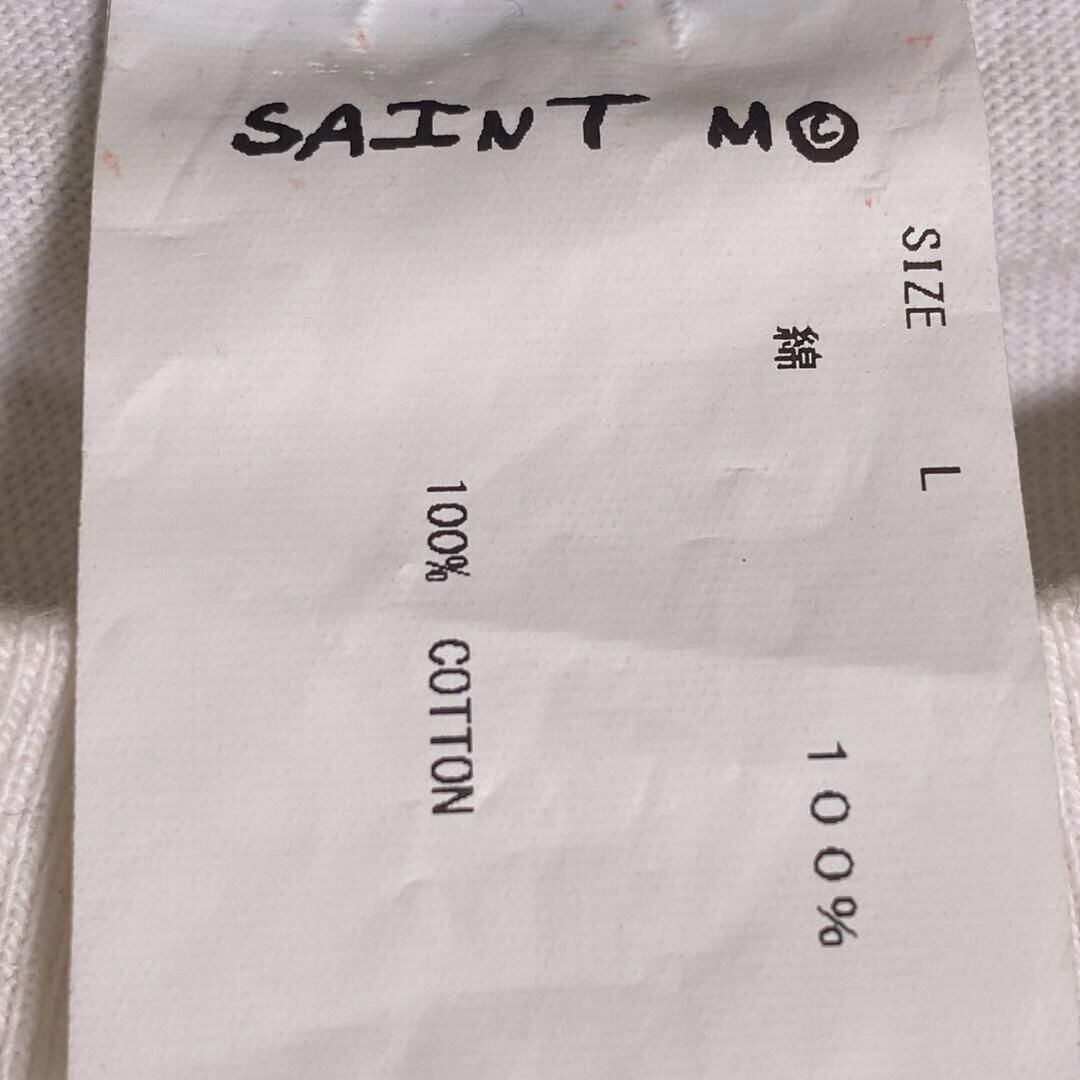 SAINT M©
SIZE L
綿 100%
100% COTTON